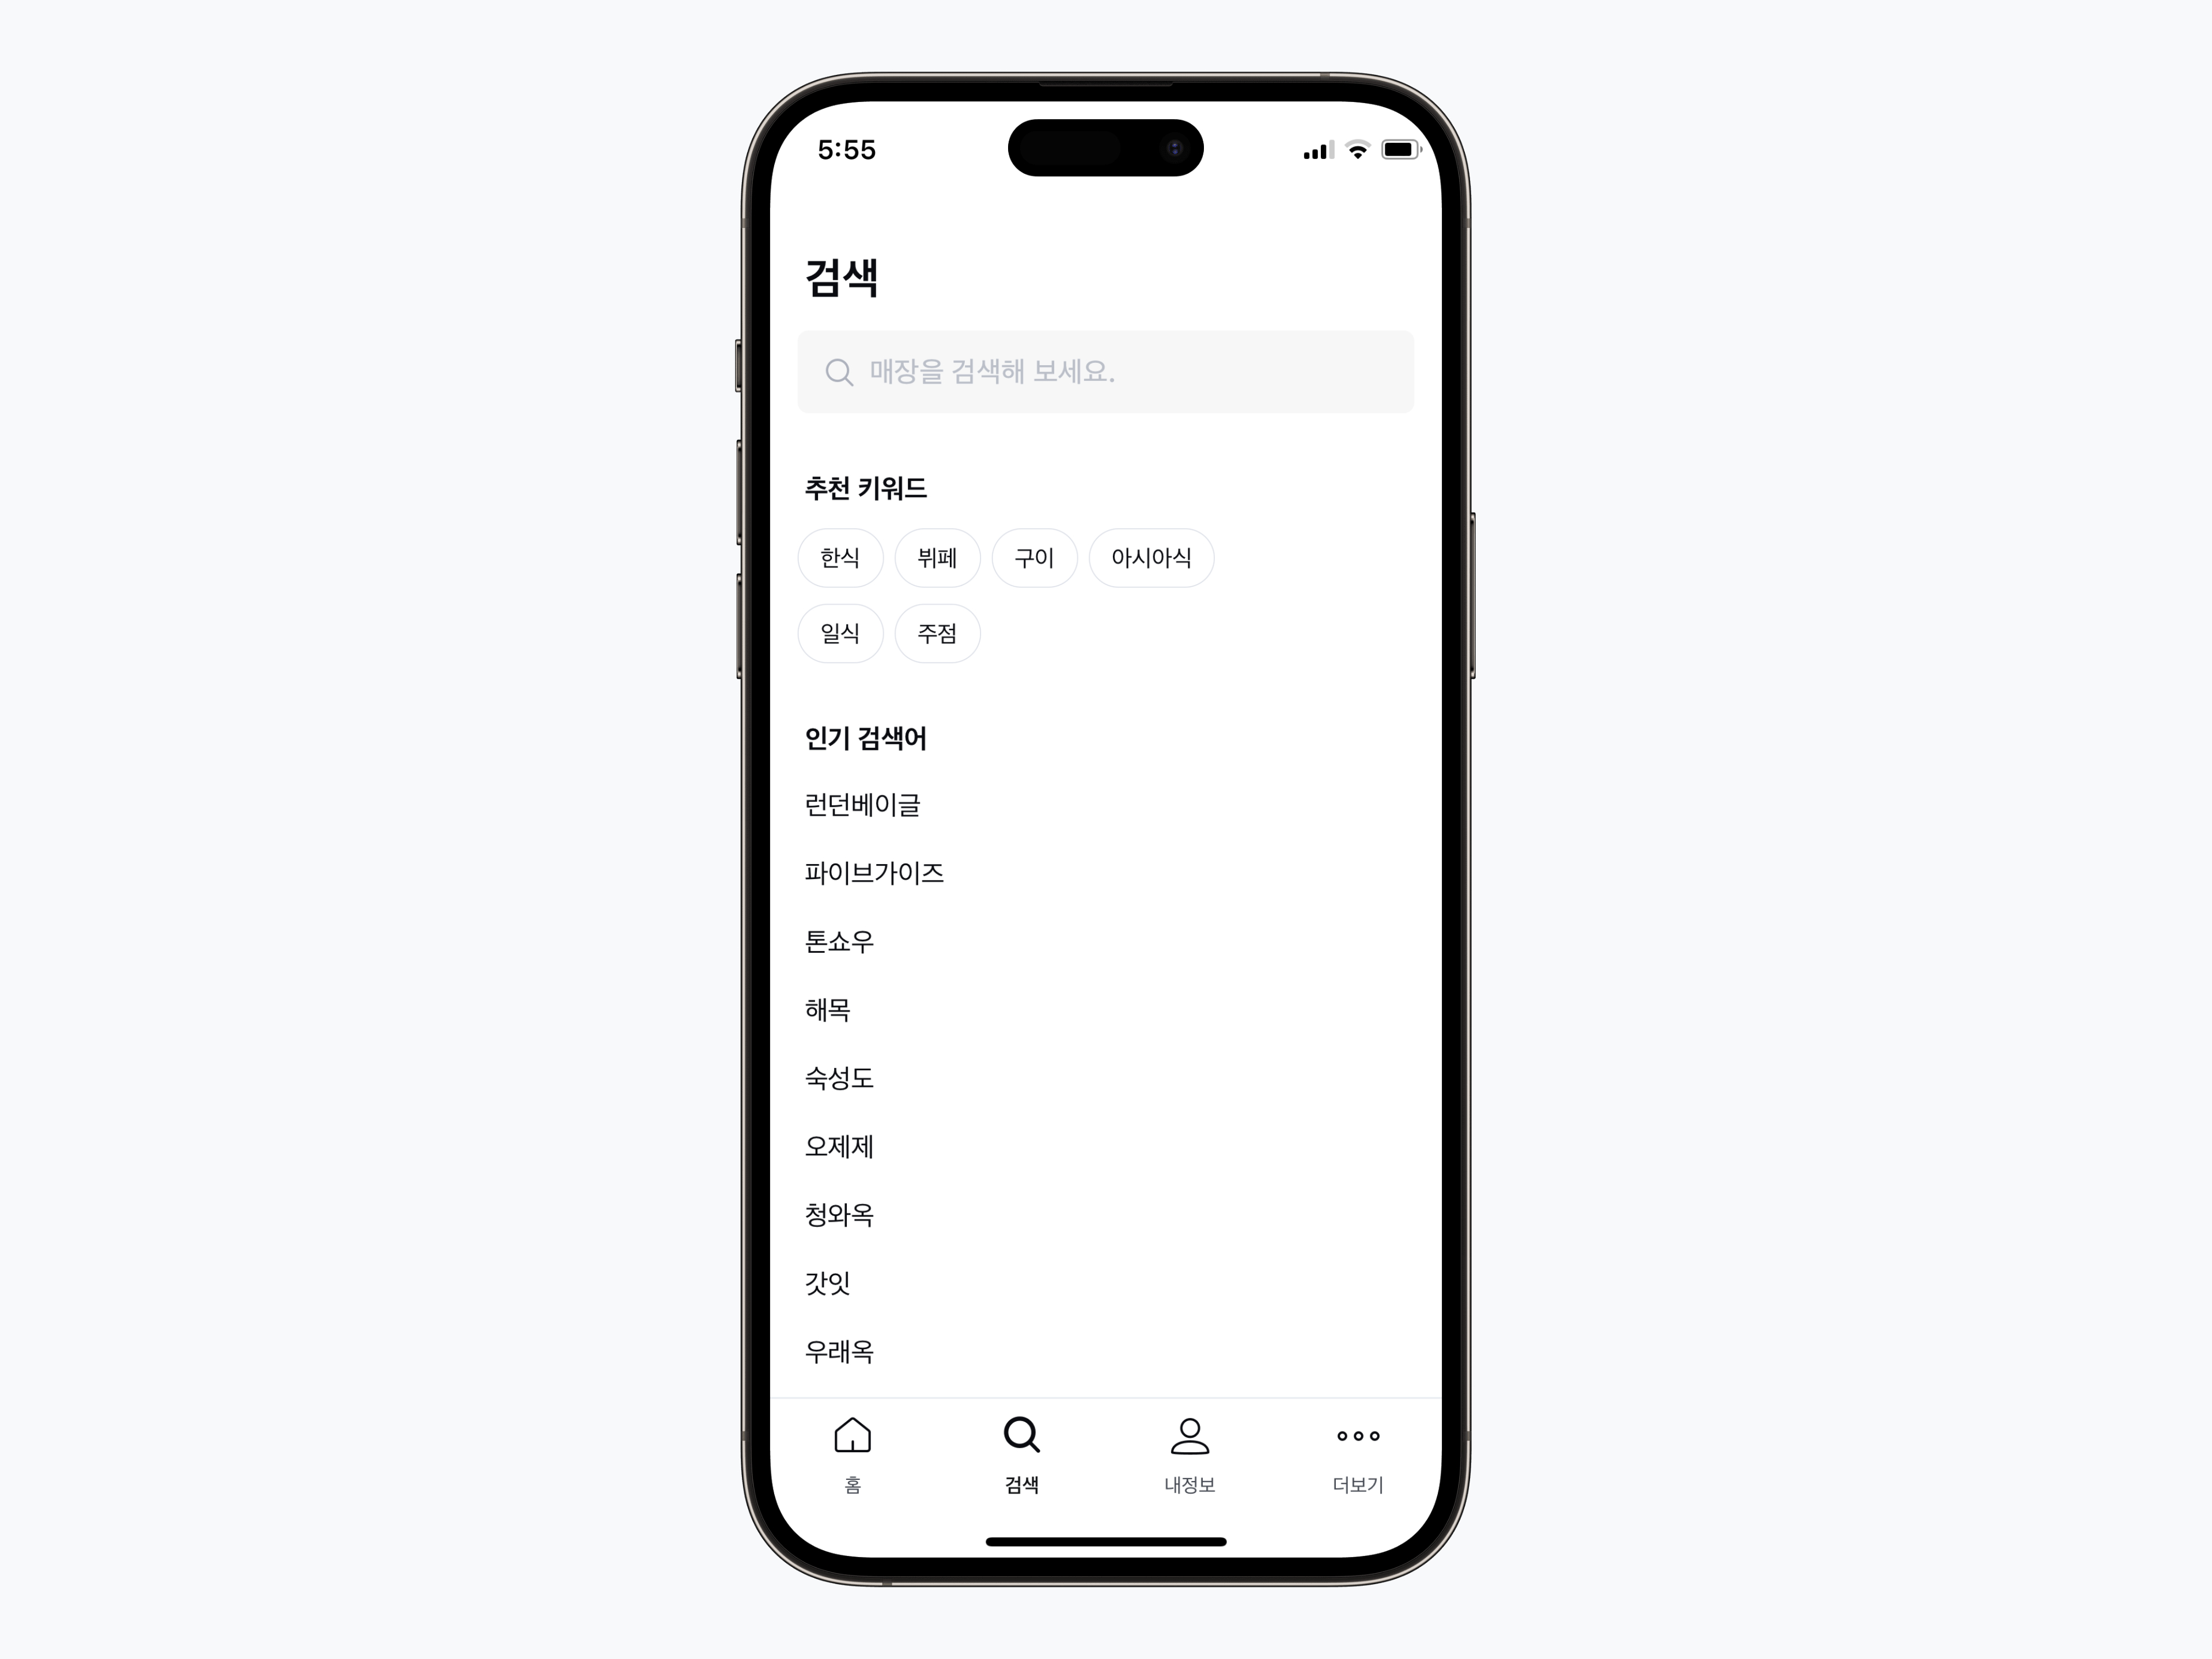 5:55
검색
매장을 검색해 보세요.
추천 키워드
한식 뷔페 구이 아시아식
일식 주점
인기 검색어
런던베이글
파이브가이즈
톤쇼우
해목
숙성도
오제제
청와옥
갓잇
우래옥
홈 검색 내정보 더보기